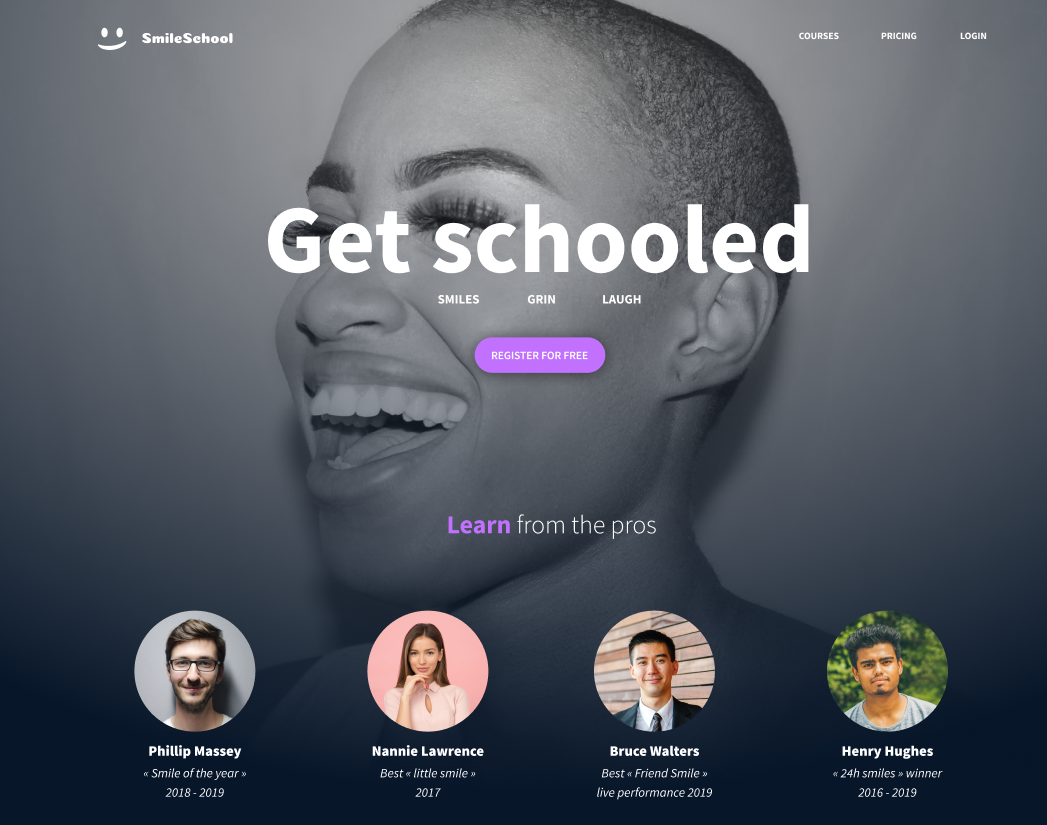 SmileSchool
COURSES PRICING LOGIN
Get schooled
SMILES GRIN LAUGH
REGISTER FOR FREE
Learn from the pros
Phillip Massey
« Smile of the year »
2018 - 2019
Nannie Lawrence
Best « little smile »
2017
Bruce Walters
Best « Friend Smile »
live performance 2019
Henry Hughes
« 24h smiles » winner
2016 - 2019